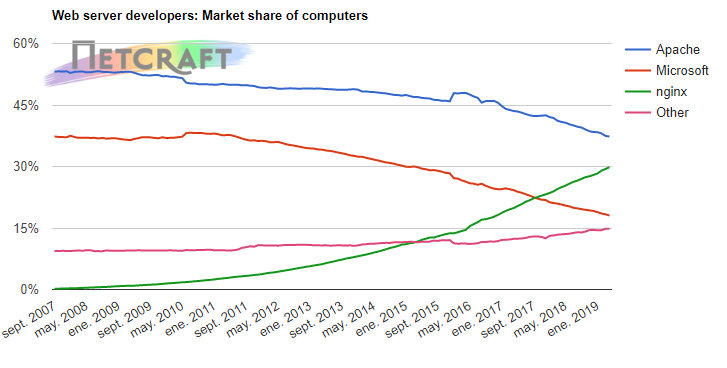 Web server developers: Market share of computers
NETCRAFT
60%
45%
30%
15%
0%
Apache
Microsoft
nginx
Other
sept. 2007
may. 2008
ene. 2009
sept. 2009
may. 2010
ene. 2011
sept. 2011
may. 2012
ene. 2013
sept. 2013
may. 2014
ene. 2015
sept. 2015
may. 2016
ene. 2017
sept. 2017
may. 2018
ene. 2019